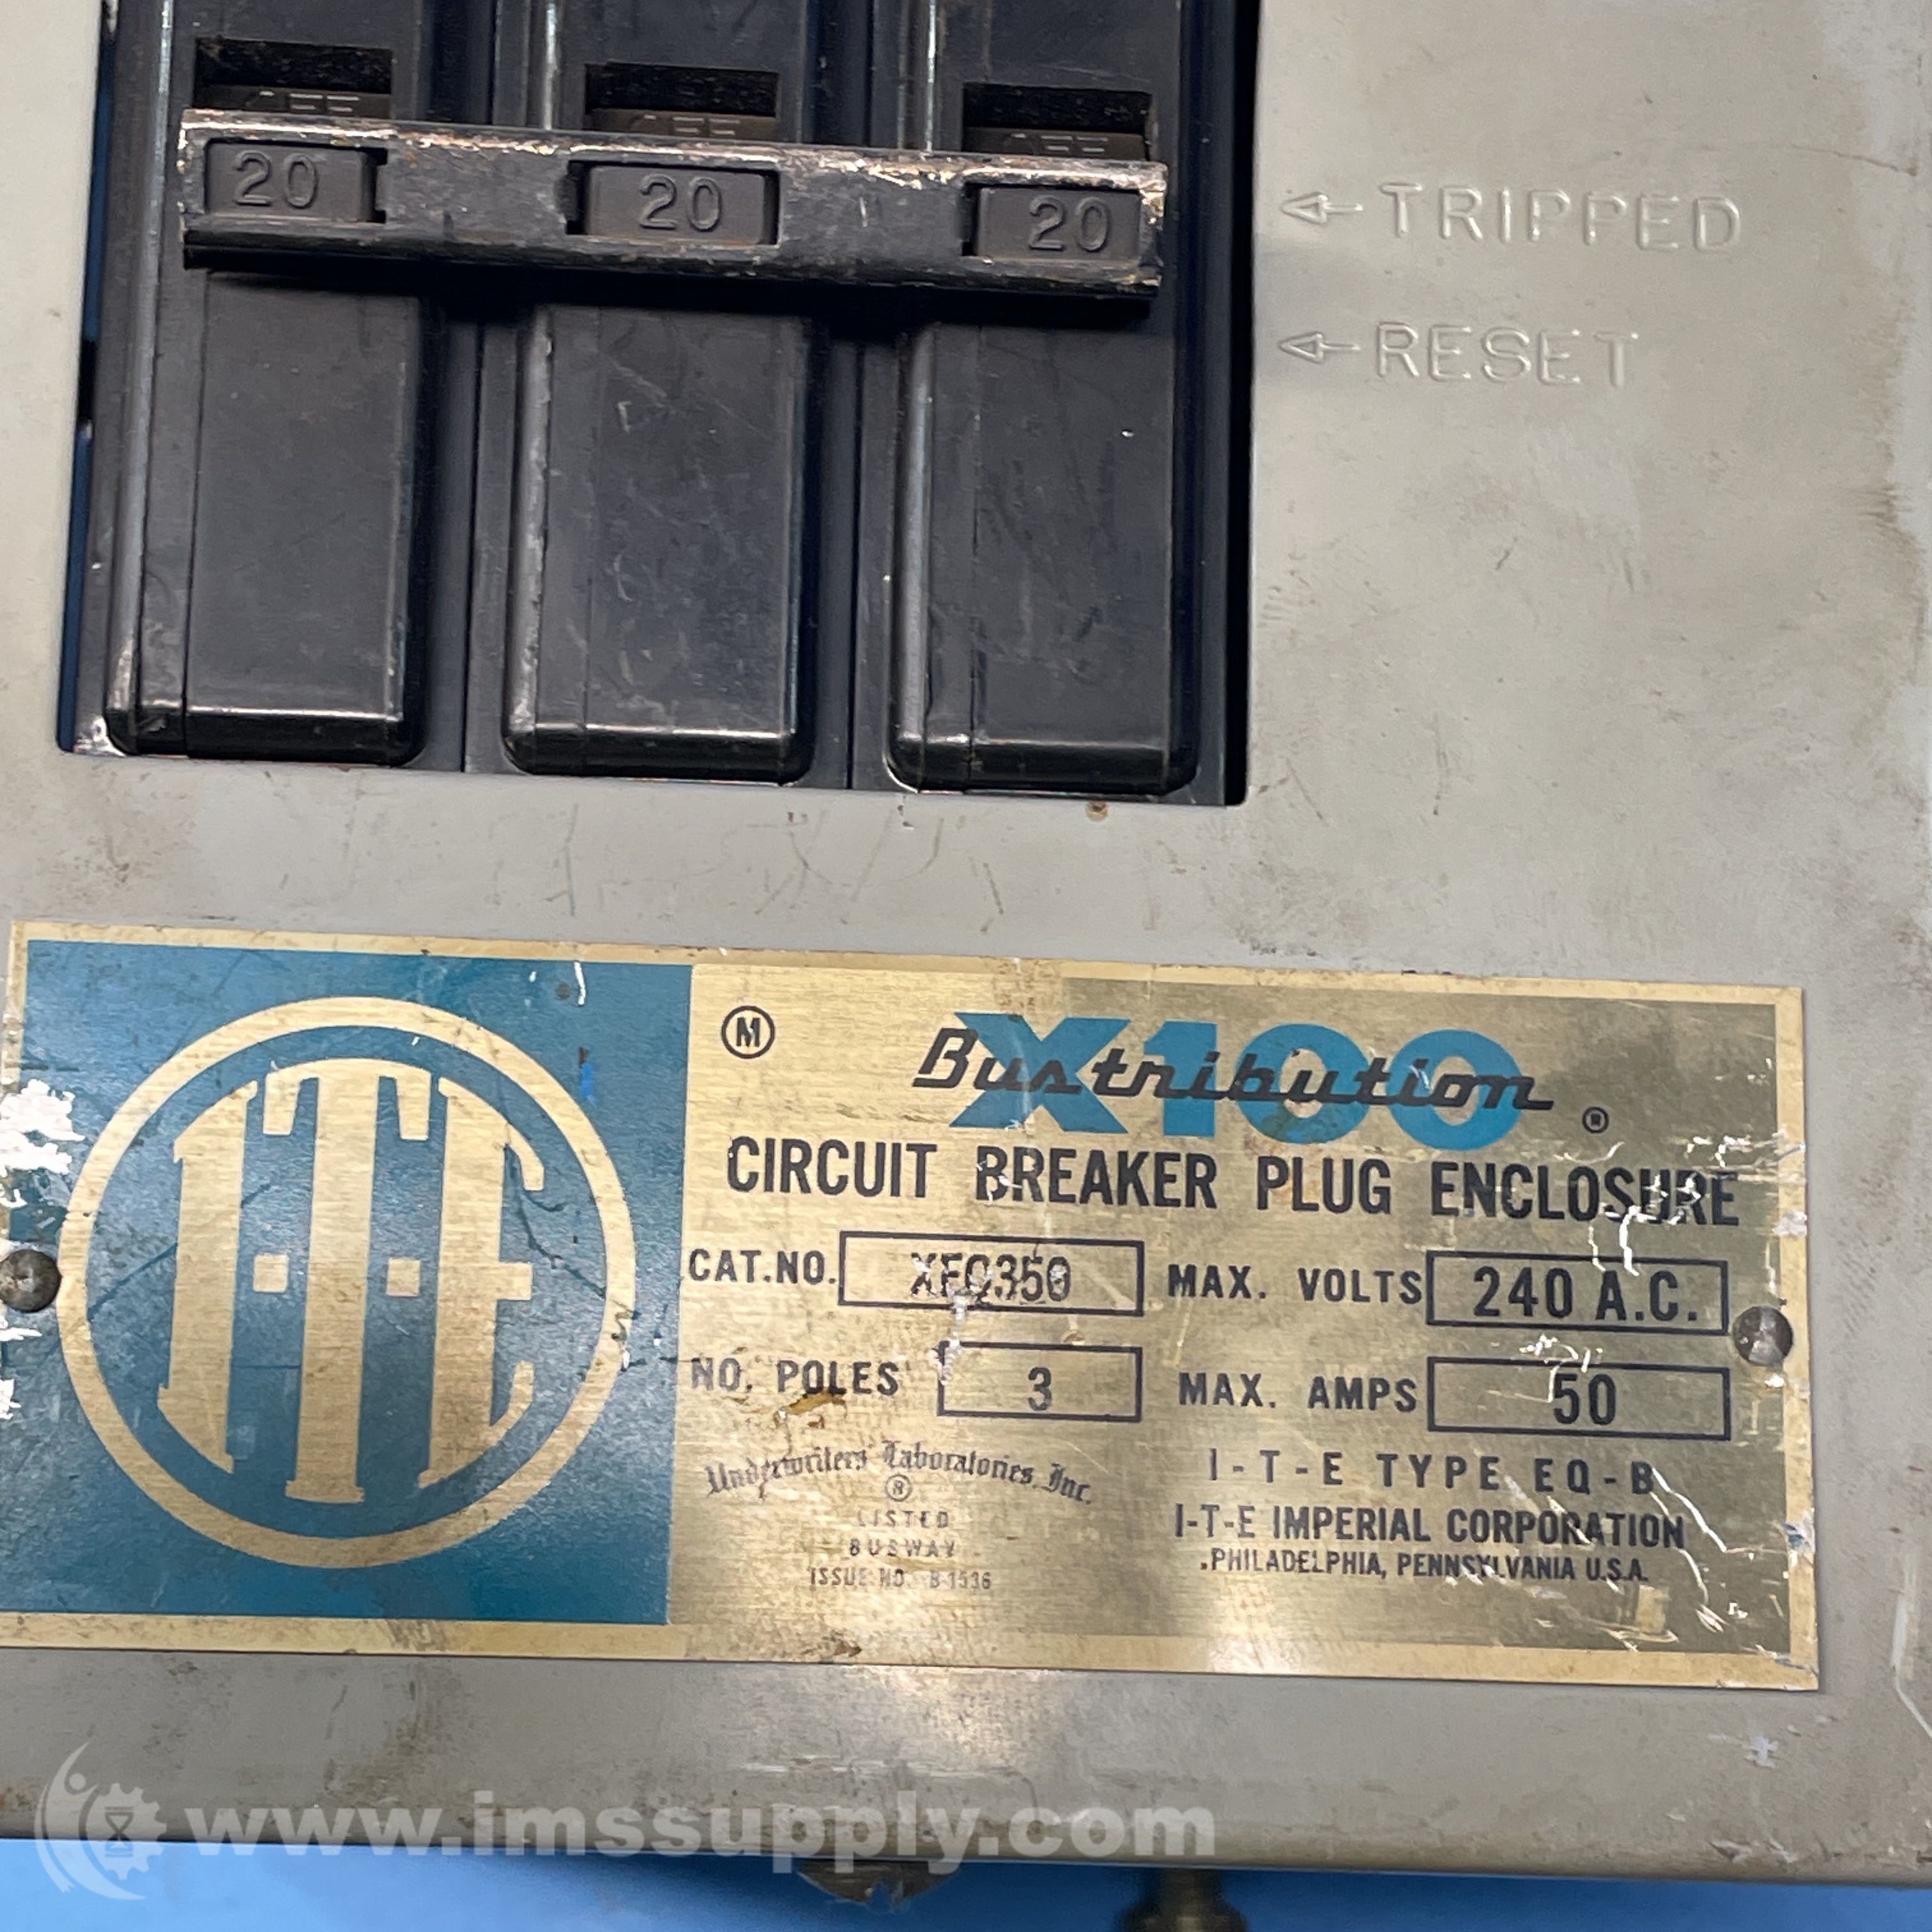 20 20 20
TRIPPED
RESET
I-T-E
M
X100
Bustribution ®
CIRCUIT BREAKER PLUG ENCLOSURE
CAT.NO. XEQ350 MAX. VOLTS 240 A.C.
NO. POLES 3 MAX. AMPS 50
Underwriters' Laboratories, Inc.
®
LISTED
BUSWAY
ISSUE NO. B-1536
I-T-E TYPE EQ-B
I-T-E IMPERIAL CORPORATION
PHILADELPHIA, PENNSYLVANIA U.S.A.
www.imssupply.com